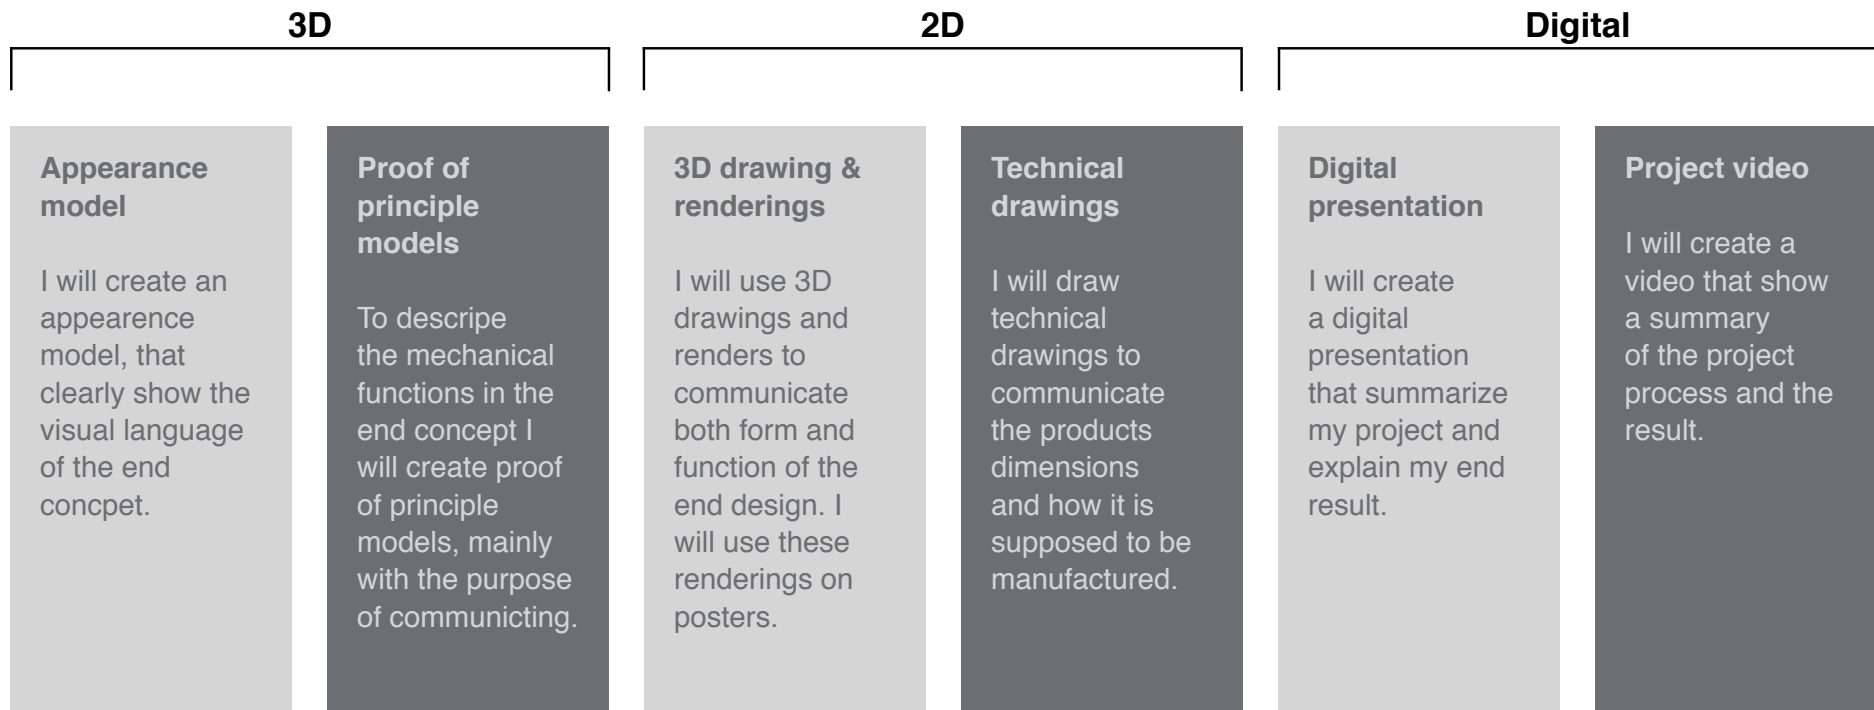 3D
2D
Digital
Appearance
model
I will create an
appearence
model, that
clearly show the
visual language
of the end
concpet.
Proof of
principle
models
To descripe
the mechanical
functions in the
end concept I
will create proof
of principle
models, mainly
with the purpose
of communicting.
3D drawing &
renderings
I will use 3D
drawings and
renders to
communicate
both form and
function of the
end design. I
will use these
renderings on
posters.
Technical
drawings
I will draw
technical
drawings to
communicate
the products
dimensions
and how it is
supposed to be
manufactured.
Digital
presentation
I will create
a digital
presentation
that summarize
my project and
explain my end
result.
Project video
I will create a
video that show
a summary
of the project
process and the
result.